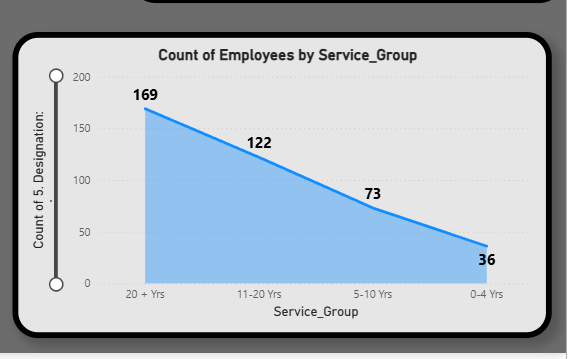 Count of Employees by Service_Group
Count of 5. Designation: .
200
150
100
50
0
169
122
73
36
20 + Yrs
11-20 Yrs
5-10 Yrs
0-4 Yrs
Service_Group